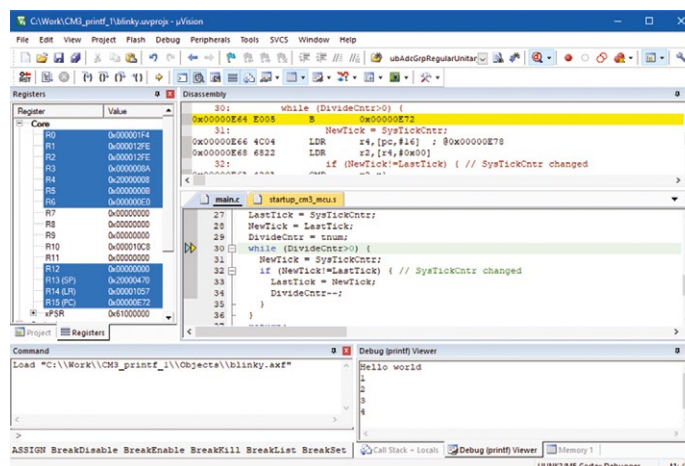 C:\Work\CM3_printf_1\blinky.uvprojx - µVision
File Edit View Project Flash Debug Peripherals Tools SVCS Window Help
ubAdcGrpRegularUnitar
Registers
Register Value
Core
R0 0x000001F4
R1 0x000012FE
R2 0x000012FE
R3 0x0000008A
R4 0x20000008
R5 0x0000000B
R6 0x000000E0
R7 0x00000000
R8 0x00000000
R9 0x00000000
R10 0x000010C8
R11 0x00000000
R12 0x00000000
R13 (SP) 0x20000470
R14 (LR) 0x00001057
R15 (PC) 0x00000E72
xPSR 0x61000000
Project Registers
Disassembly
30: while (DivideCntr>0) {
0x00000E64 E005 B 0x00000E72
31: NewTick = SysTickCntr;
0x00000E66 4C04 LDR r4,[pc,#16] ; @0x00000E78
0x00000E68 6822 LDR r2,[r4,#0x00]
32: if (NewTick!=LastTick) { // SysTickCntr changed
main.c startup_cm3_mcu.s
27 LastTick = SysTickCntr;
28 NewTick = LastTick;
29 DivideCntr = tnum;
30 while (DivideCntr>0) {
31 NewTick = SysTickCntr;
32 if (NewTick!=LastTick) { // SysTickCntr changed
33 LastTick = NewTick;
34 DivideCntr--;
35 }
36 }
Command
Load "C:\\Work\\CM3_printf_1\\Objects\\blinky.axf"
>
ASSIGN BreakDisable BreakEnable BreakKill BreakList BreakSet
Debug (printf) Viewer
Hello world
1
2
3
4
Call Stack + Locals Debug (printf) Viewer Memory 1